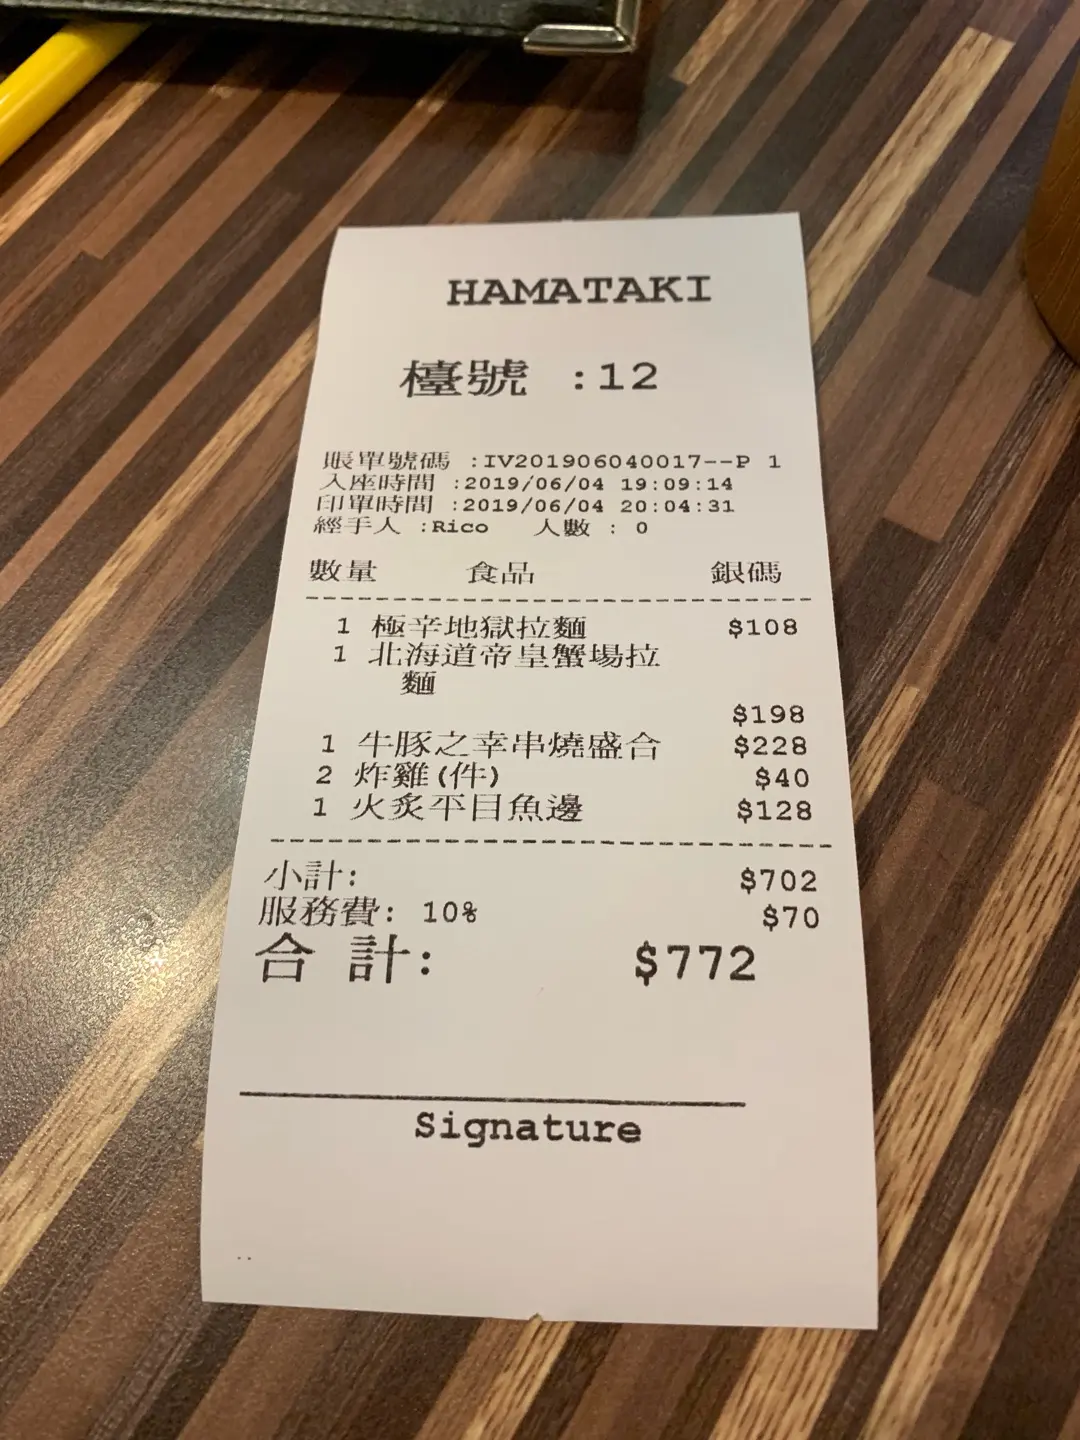 HAMATAKI
檯號 :12
賬單號碼 :IV201906040017--P 1
入座時間 :2019/06/04 19:09:14
印單時間 :2019/06/04 20:04:31
經手人 :Rico 人數 : 0
數量 食品 銀碼
1 極辛地獄拉麵 $108
1 北海道帝皇蟹場拉
麵
$198
1 牛豚之幸串燒盛合 $228
2 炸雞(件) $40
1 火炙平目魚邊 $128
小計: $702
服務費: 10% $70
合 計: $772
Signature